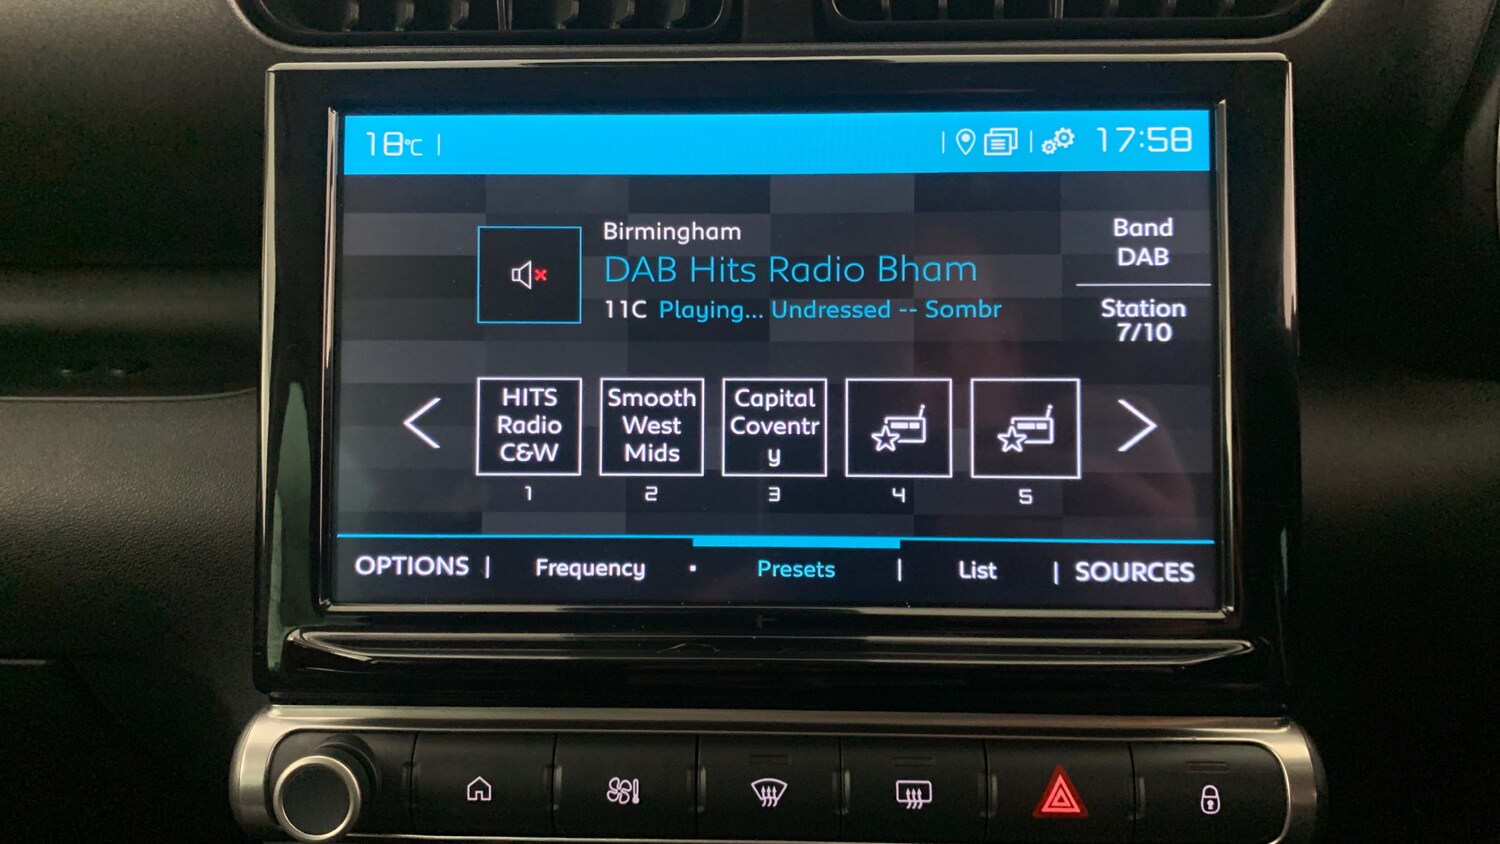 18°C
17:58
Birmingham
DAB Hits Radio Bham
11C Playing... Undressed -- Sombr
Band
DAB
Station
7/10
HITS
Radio
C&W
1
Smooth
West
Mids
2
Capital
Coventr
y
3
4
5
OPTIONS
Frequency
Presets
List
SOURCES